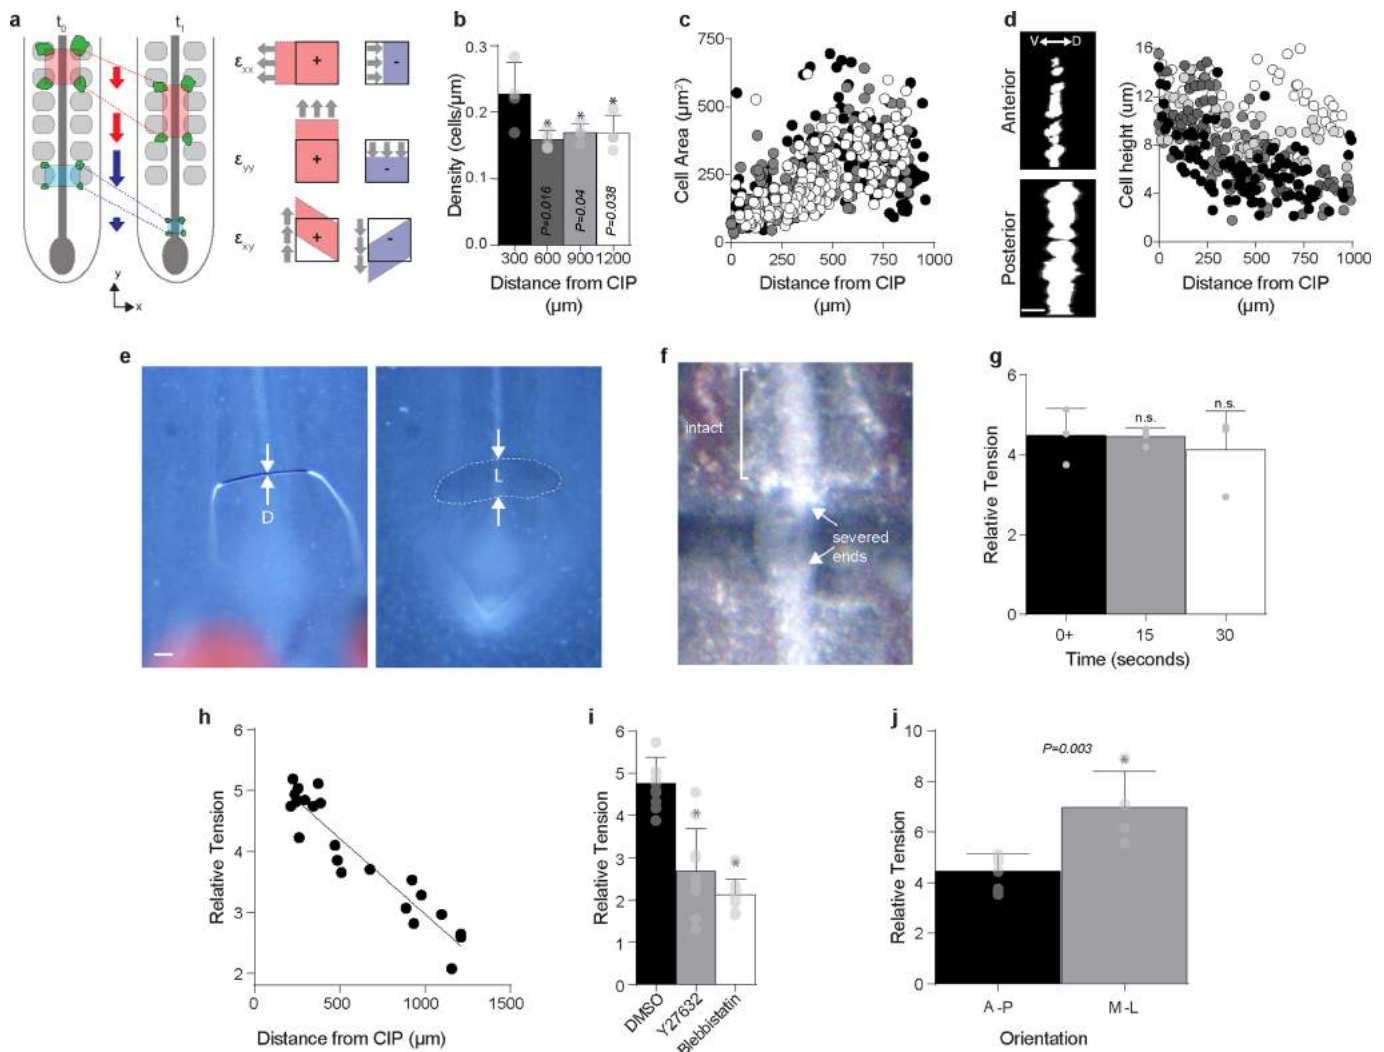 a
t0
t1
y
x
εxx
+
-
εyy
+
-
εxy
+
-
b
Density (cells/µm)
0.3
0.2
0.1
0.0
*
*
*
P=0.016
P=0.04
P=0.038
300
600
900
1200
Distance from CIP
(µm)
c
Cell Area (µm²)
750
500
250
0
0
250
500
750
1000
Distance from CIP
(µm)
d
V
D
Anterior
Posterior
Cell height (µm)
16
12
8
4
0
0
250
500
750
1000
Distance from CIP
(µm)
e
D
L
f
intact
severed
ends
g
Relative Tension
6
4
2
0
n.s.
n.s.
0+
15
30
Time (seconds)
h
Relative Tension
6
5
4
3
2
0
500
1000
1500
Distance from CIP (µm)
i
Relative Tension
6
5
4
3
2
1
0
*
*
DMSO
Y27632
Blebbistatin
j
Relative Tension
10
8
6
4
2
0
P=0.003
*
A-P
M-L
Orientation